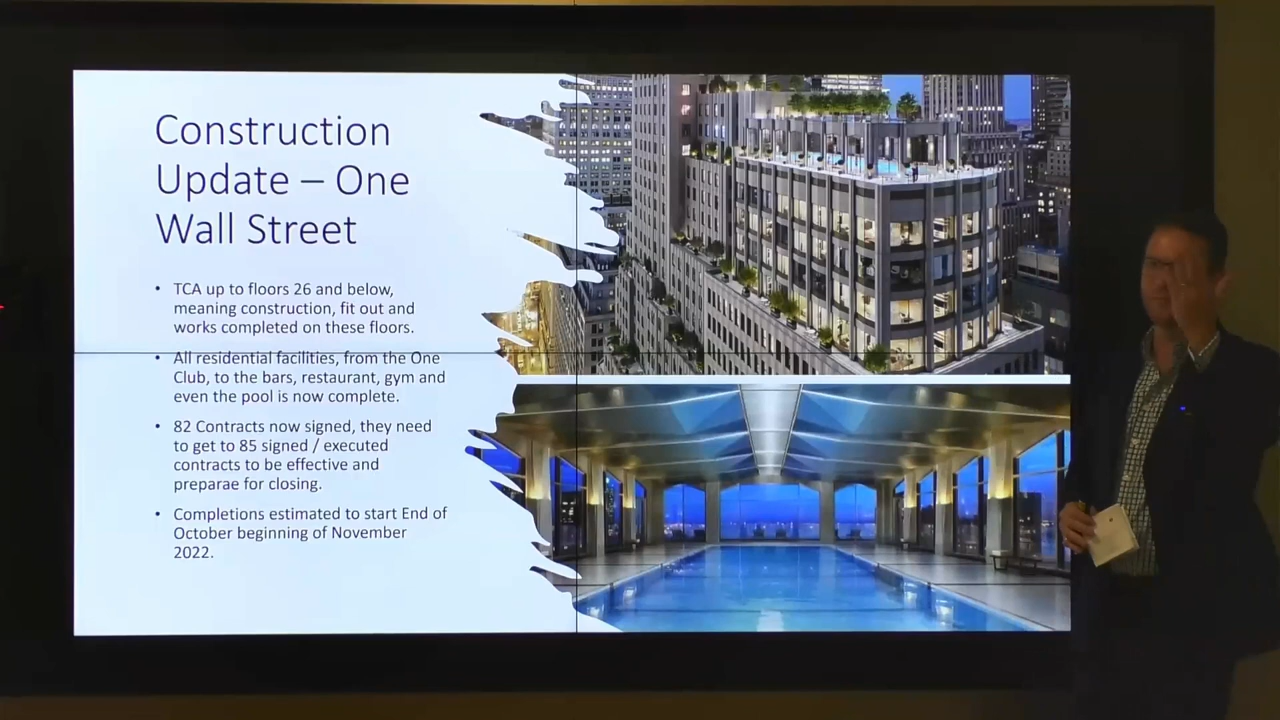 Construction
Update – One
Wall Street
• TCA up to floors 26 and below,
meaning construction, fit out and
works completed on these floors.
• All residential facilities, from the One
Club, to the bars, restaurant, gym and
even the pool is now complete.
• 82 Contracts now signed, they need
to get to 85 signed / executed
contracts to be effective and
preparae for closing.
• Completions estimated to start End of
October beginning of November
2022.